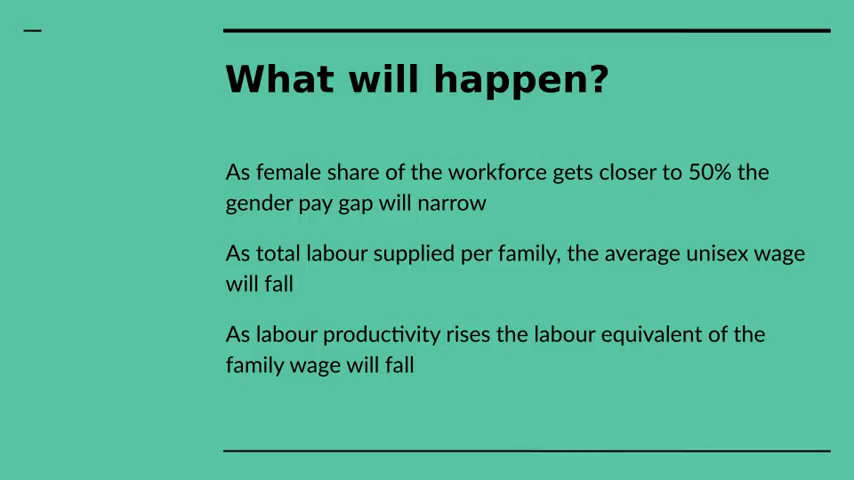 What will happen?
As female share of the workforce gets closer to 50% the
gender pay gap will narrow
As total labour supplied per family, the average unisex wage
will fall
As labour productivity rises the labour equivalent of the
family wage will fall